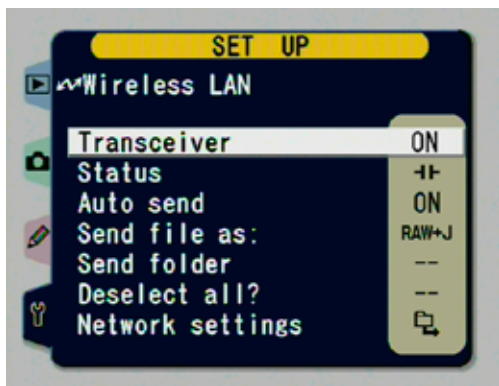 SET UP
Wireless LAN
Transceiver ON
Status
Auto send ON
Send file as: RAW+J
Send folder --
Deselect all? --
Network settings